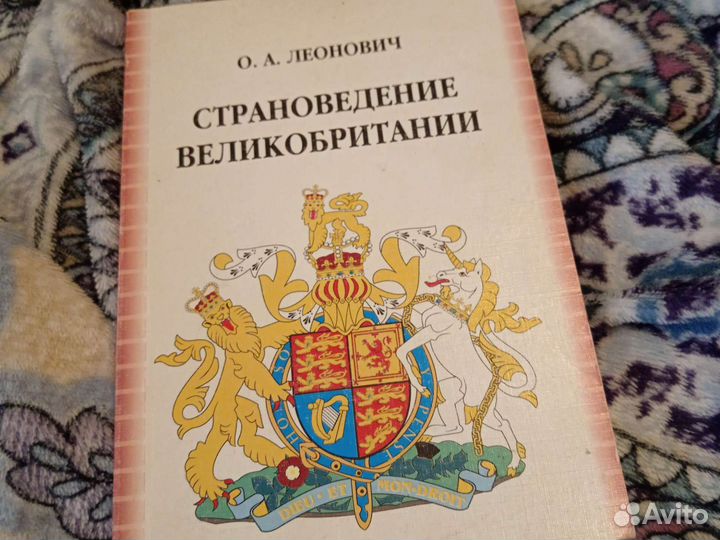 О. А. ЛЕОНОВИЧ
СТРАНОВЕДЕНИЕ
ВЕЛИКОБРИТАНИИ
DIEU · ET MON · DROIT
Avito